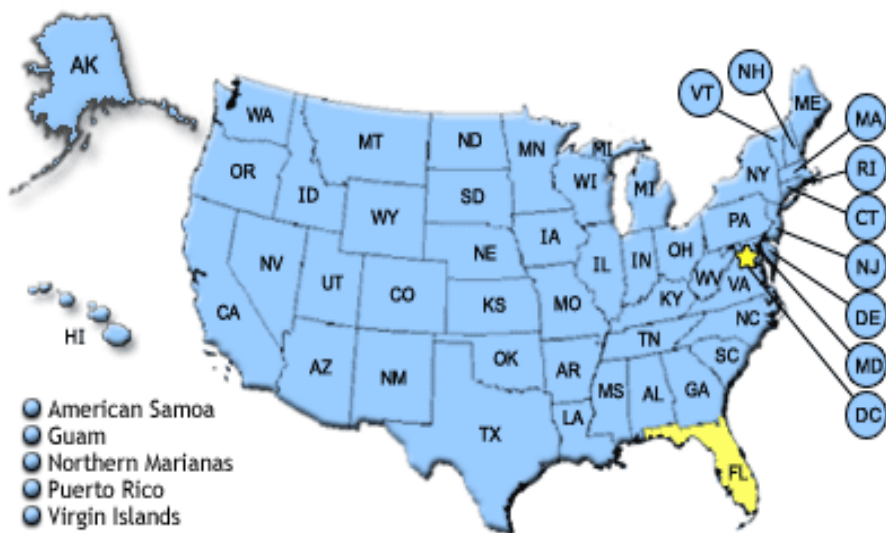 AK
NH
VT
ME
WA
MA
MT
ND
MN
MI
OR
RI
NY
ID
SD
WI
MI
WY
CT
PA
IA
NE
OH
NJ
IL
IN
NV
UT
WV
VA
CO
KS
MO
KY
DE
CA
NC
HI
TN
OK
SC
AZ
AR
MD
NM
MS
AL
GA
American Samoa
LA
DC
TX
Guam
Northern Marianas
FL
Puerto Rico
Virgin Islands